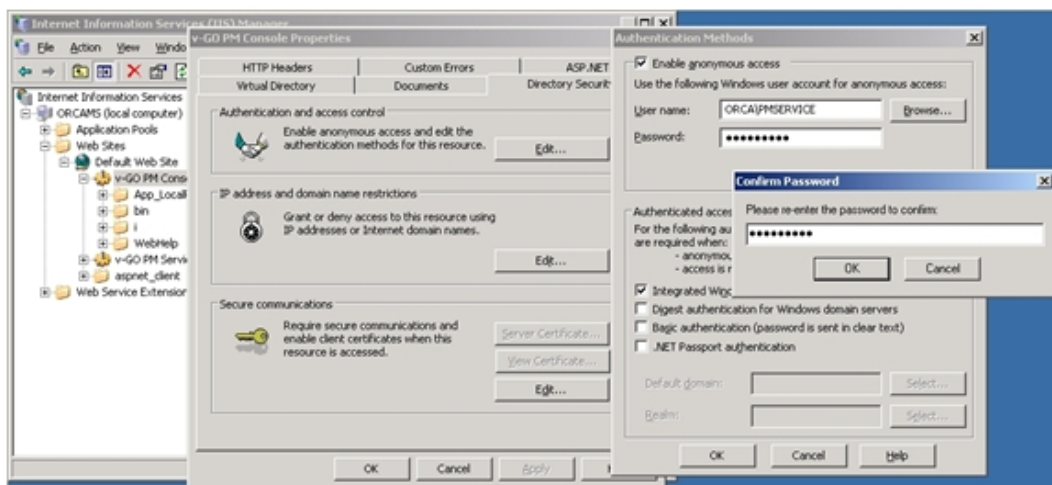 Internet Information Services (IIS) Manager
File Action View Windo
Internet Information Services
ORCAMS (local computer)
Application Pools
Web Sites
Default Web Site
v-GO PM Cons
App_LocalR
bin
i
WebHelp
v-GO PM Servi
aspnet_client
Web Service Extension
v-GO PM Console Properties
HTTP Headers Custom Errors ASP.NET
Virtual Directory Documents Directory Securit
Authentication and access control
Enable anonymous access and edit the
authentication methods for this resource.
Edit...
IP address and domain name restrictions
Grant or deny access to this resource using
IP addresses or Internet domain names.
Edit...
Secure communications
Require secure communications and
enable client certificates when this
resource is accessed.
Server Certificate...
View Certificate...
Edit...
OK Cancel Apply
Authentication Methods
Enable anonymous access
Use the following Windows user account for anonymous access:
User name: ORCA\PMSERVICE Browse...
Password: •••••••••
Confirm Password
Please re-enter the password to confirm:
•••••••••
OK Cancel
Authenticated acces
For the following au
are required when:
- anonymou
- access is r
Integrated Winc
Digest authentication for Windows domain servers
Basic authentication (password is sent in clear text)
.NET Passport authentication
Default domain: Select...
Realm: Select...
OK Cancel Help